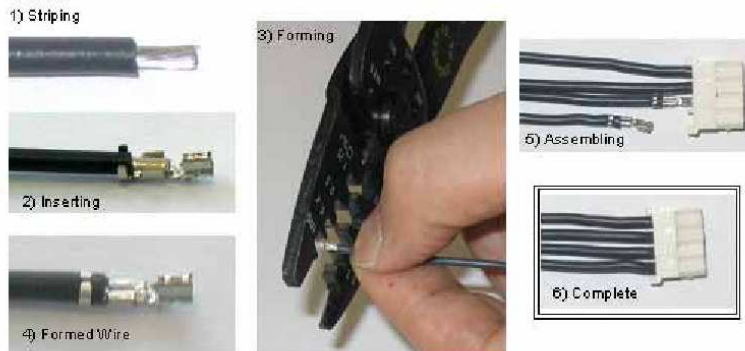 1) Striping
2) Inserting
3) Forming
4) Formed Wire
5) Assembling
6) Complete